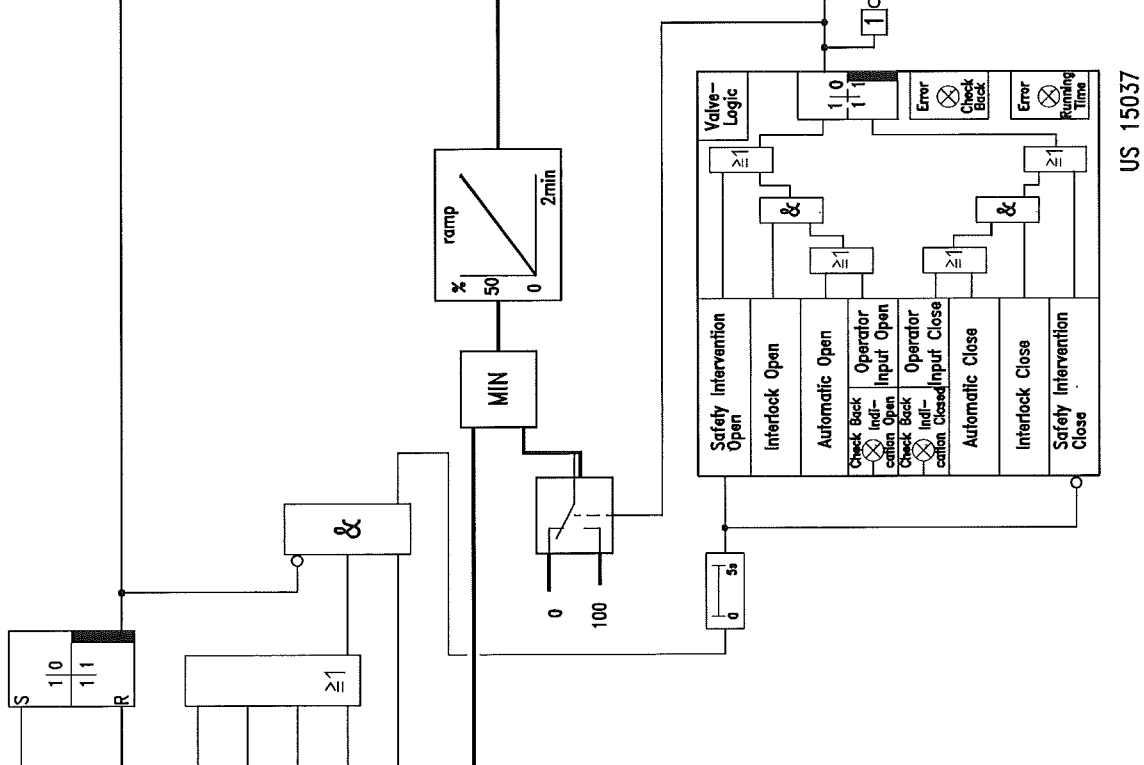 1
US 15037
Valve-
Logic
1 0
1 1
Error
Check
Back
Error
Running
Time
≥1
≥1
&
&
≥1
≥1
ramp
%
50
0
2min
MIN
Safety Intervention
Open
Interlock Open
Automatic Open
Operator
Input Open
Check Back
Indi-
cation Open
Operator
Input Close
Check Back
Indi-
cation Closed
Automatic Close
Interlock Close
Safety Intervention
Close
&
0
100
0
5s
S
R
1 0
1 1
≥1